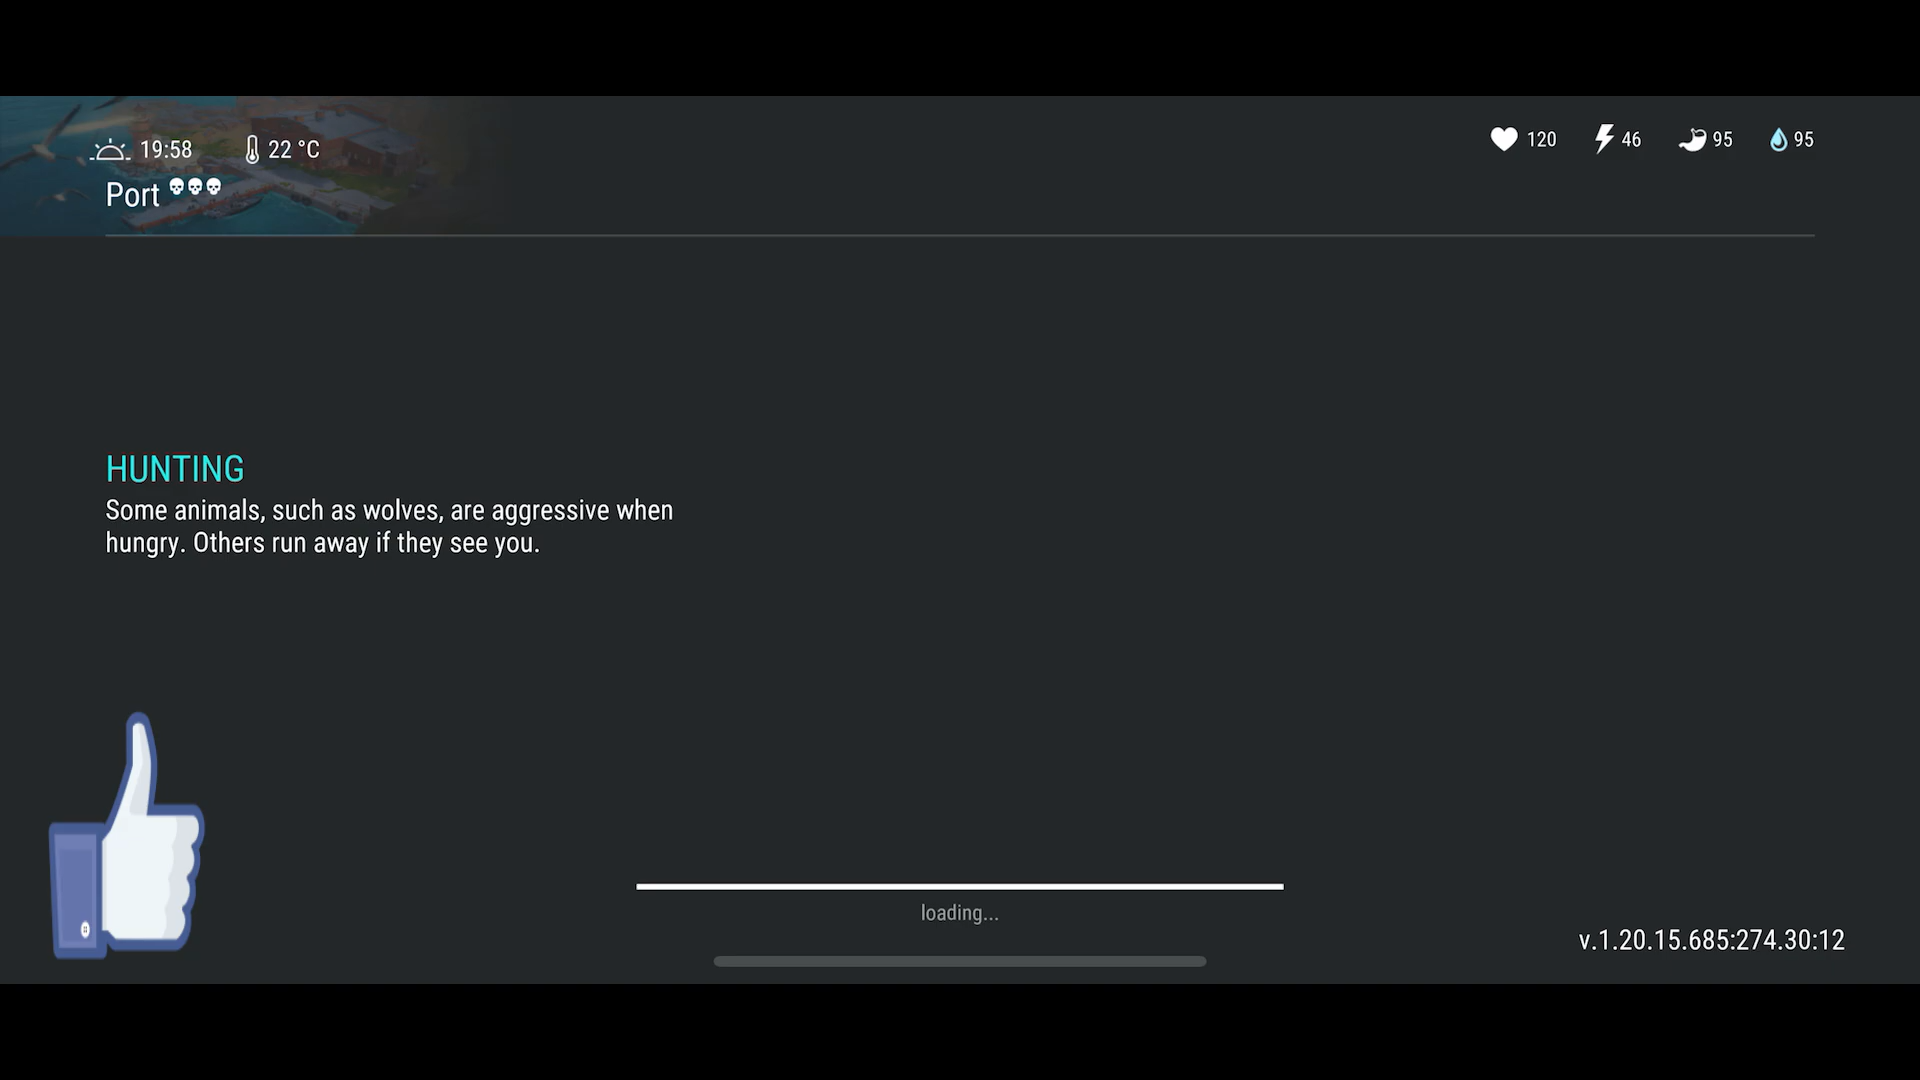 19:58 22 °C
120 46 95 95
Port
HUNTING
Some animals, such as wolves, are aggressive when
hungry. Others run away if they see you.
loading...
v.1.20.15.685:274.30:12